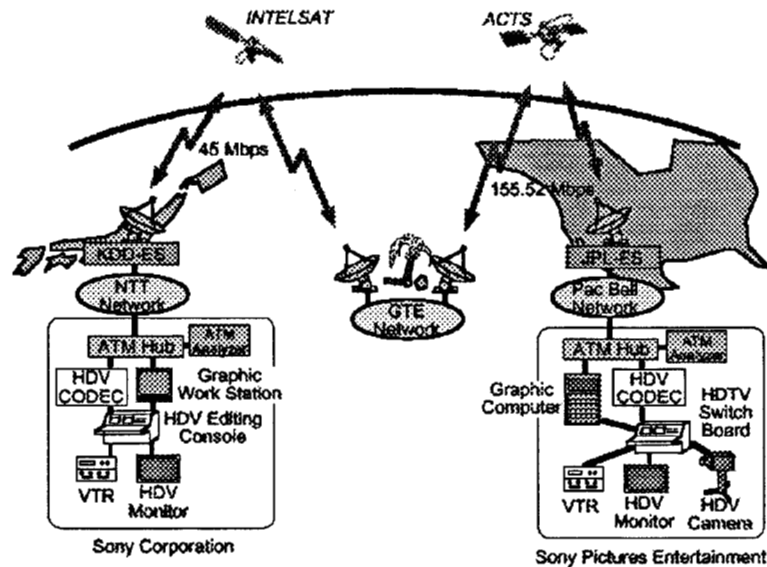 INTELSAT
ACTS
45 Mbps
155.52 Mbps
KDD-ES
JPL-ES
NTT
Network
GTE
Network
Pac Bell
Network
ATM Hub
ATM
Analyzer
HDV
CODEC
Graphic
Work Station
HDV Editing
Console
VTR
HDV
Monitor
Sony Corporation
ATM Hub
ATM
Analyzer
Graphic
Computer
HDV
CODEC
HDTV
Switch
Board
VTR
HDV
Monitor
HDV
Camera
Sony Pictures Entertainment